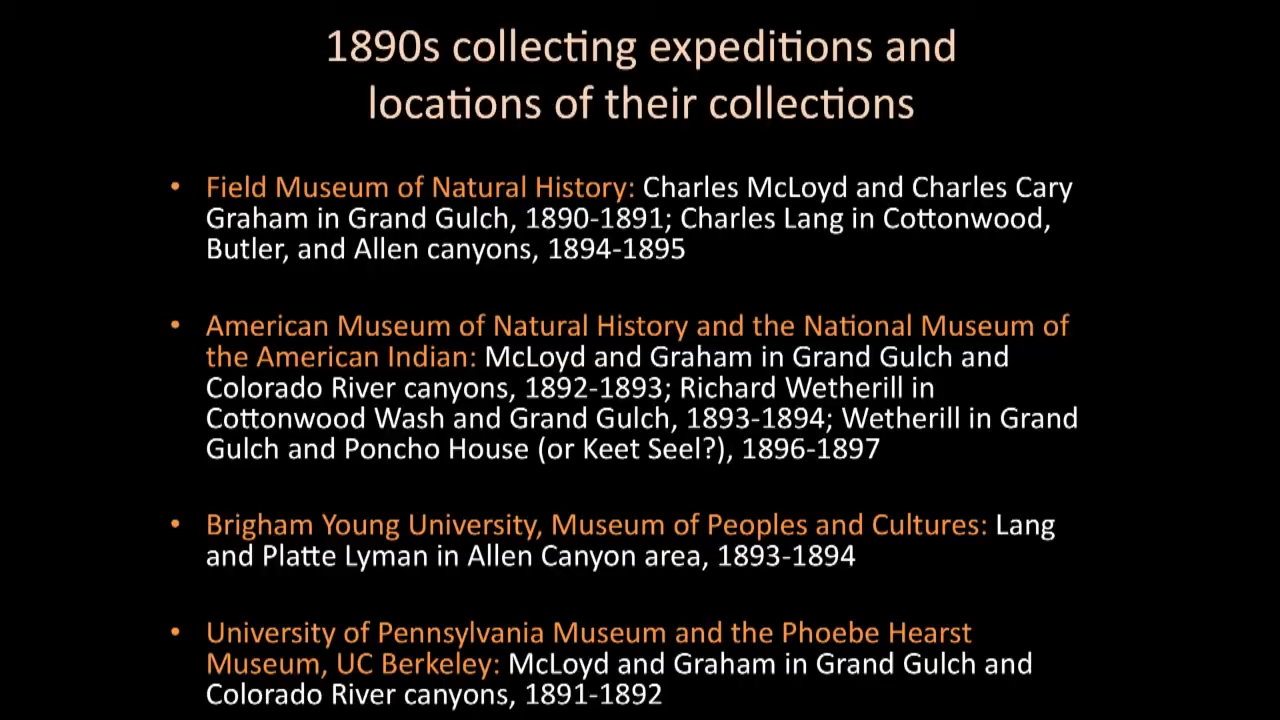 1890s collecting expeditions and
locations of their collections
• Field Museum of Natural History: Charles McLoyd and Charles Cary
Graham in Grand Gulch, 1890-1891; Charles Lang in Cottonwood,
Butler, and Allen canyons, 1894-1895
• American Museum of Natural History and the National Museum of
the American Indian: McLoyd and Graham in Grand Gulch and
Colorado River canyons, 1892-1893; Richard Wetherill in
Cottonwood Wash and Grand Gulch, 1893-1894; Wetherill in Grand
Gulch and Poncho House (or Keet Seel?), 1896-1897
• Brigham Young University, Museum of Peoples and Cultures: Lang
and Platte Lyman in Allen Canyon area, 1893-1894
• University of Pennsylvania Museum and the Phoebe Hearst
Museum, UC Berkeley: McLoyd and Graham in Grand Gulch and
Colorado River canyons, 1891-1892